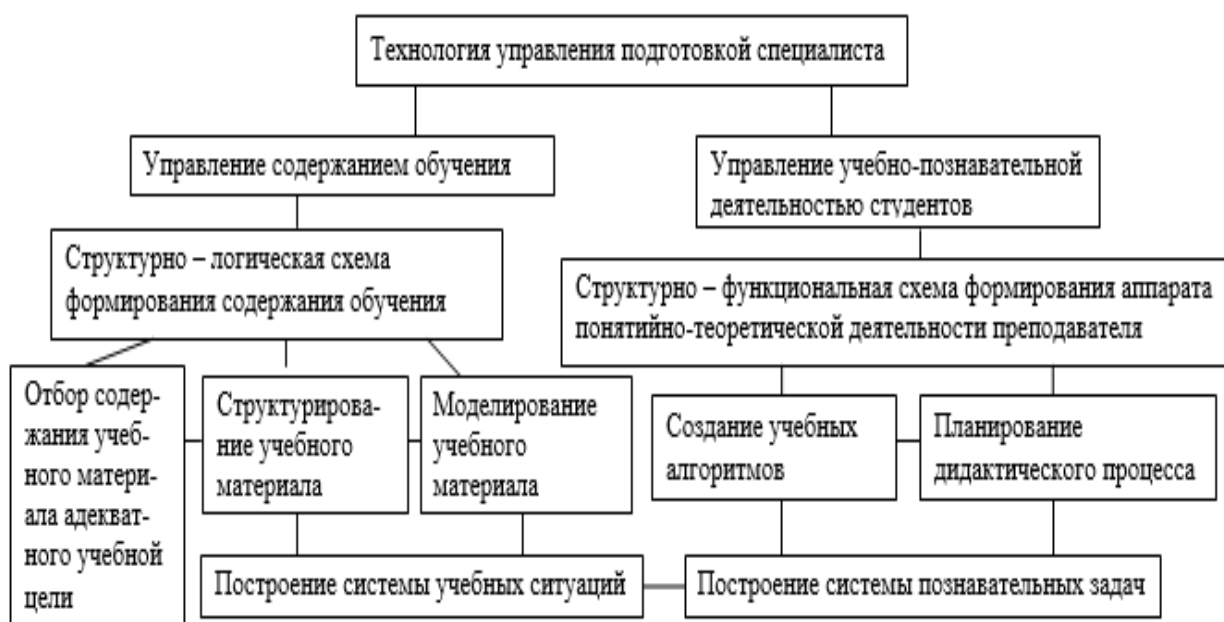 Технология управления подготовкой специалиста
Управление содержанием обучения
Управление учебно-познавательной
деятельностью студентов
Структурно – логическая схема
формирования содержания обучения
Структурно – функциональная схема формирования аппарата
понятийно-теоретической деятельности преподавателя
Отбор содер-
жания учеб-
ного матери-
ала адекват-
ного учебной
цели
Структурирова-
ние учебного
материала
Моделирование
учебного
материала
Создание учебных
алгоритмов
Планирование
дидактического процесса
Построение системы учебных ситуаций
Построение системы познавательных задач